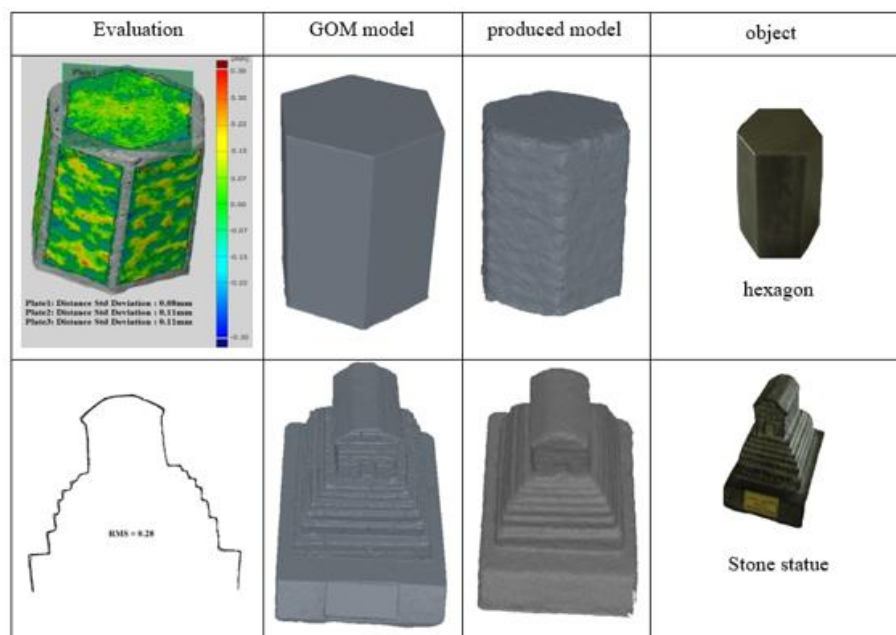 Evaluation
GOM model
produced model
object
Plate1: Distance Std Deviation : 0.08mm
Plate2: Distance Std Deviation : 0.11mm
Plate3: Distance Std Deviation : 0.11mm
hexagon
RMS = 0.28
Stone statue